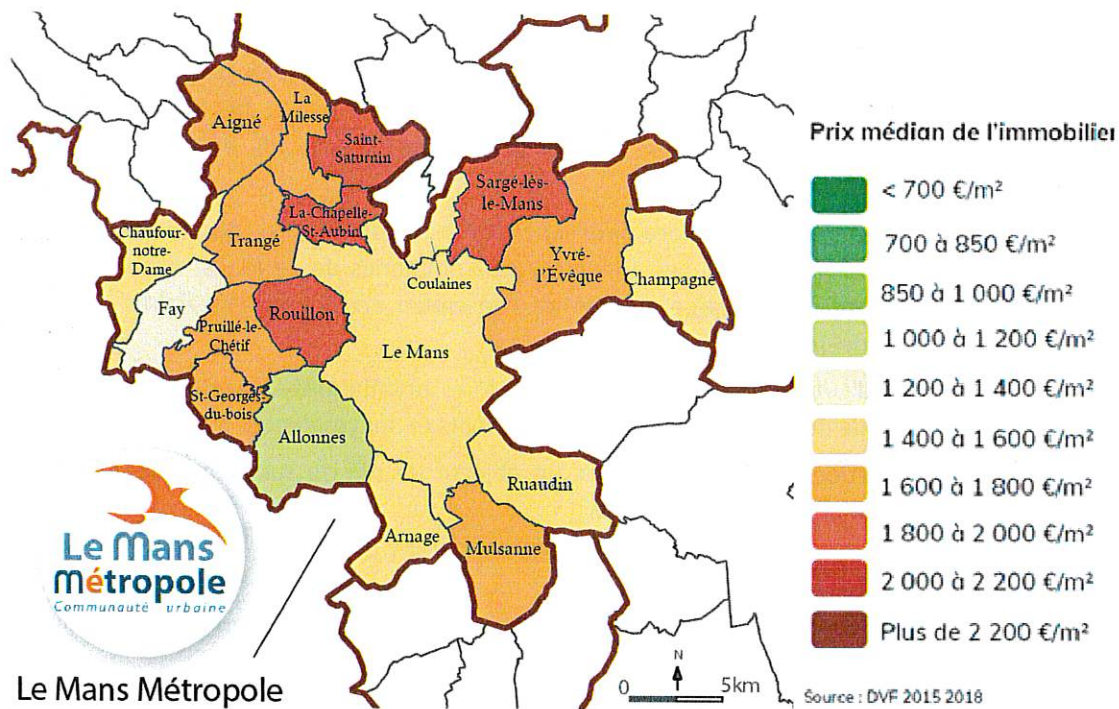 La
Milesse
Aigné
Saint-
Saturnin
Sargé-lès-
le-Mans
La-Chapelle-
St-Aubin
Chaufour-
notre-
Dame
Trangé
Coulaines
Yvré-
l'Évêque
Champagné
Fay
Pruillé-le-
Chétif
Rouillon
Le Mans
St-Georges-
du-bois
Allonnes
Ruaudin
Arnage
Mulsanne
Le Mans
Métropole
Communauté urbaine
Le Mans Métropole
N
0 5km
Prix médian de l'immobilier
< 700 €/m²
700 à 850 €/m²
850 à 1 000 €/m²
1 000 à 1 200 €/m²
1 200 à 1 400 €/m²
1 400 à 1 600 €/m²
1 600 à 1 800 €/m²
1 800 à 2 000 €/m²
2 000 à 2 200 €/m²
Plus de 2 200 €/m²
Source : DVF 2015 2018